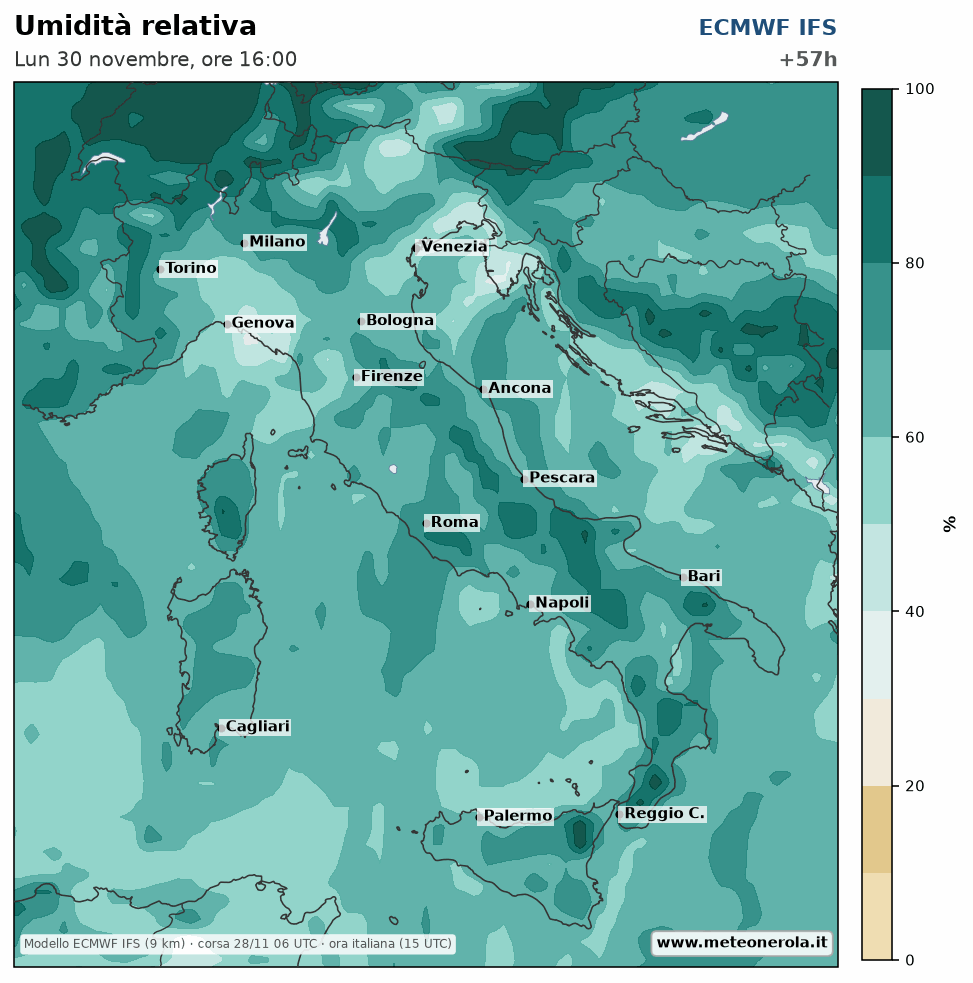 Umidità relativa
ECMWF IFS
Lun 30 novembre, ore 16:00
+57h
100
80
60
40
20
0
%
Milano
Venezia
Torino
Genova
Bologna
Firenze
Ancona
Pescara
Roma
Bari
Napoli
Cagliari
Palermo
Reggio C.
Modello ECMWF IFS (9 km) · corsa 28/11 06 UTC · ora italiana (15 UTC)
www.meteonerola.it